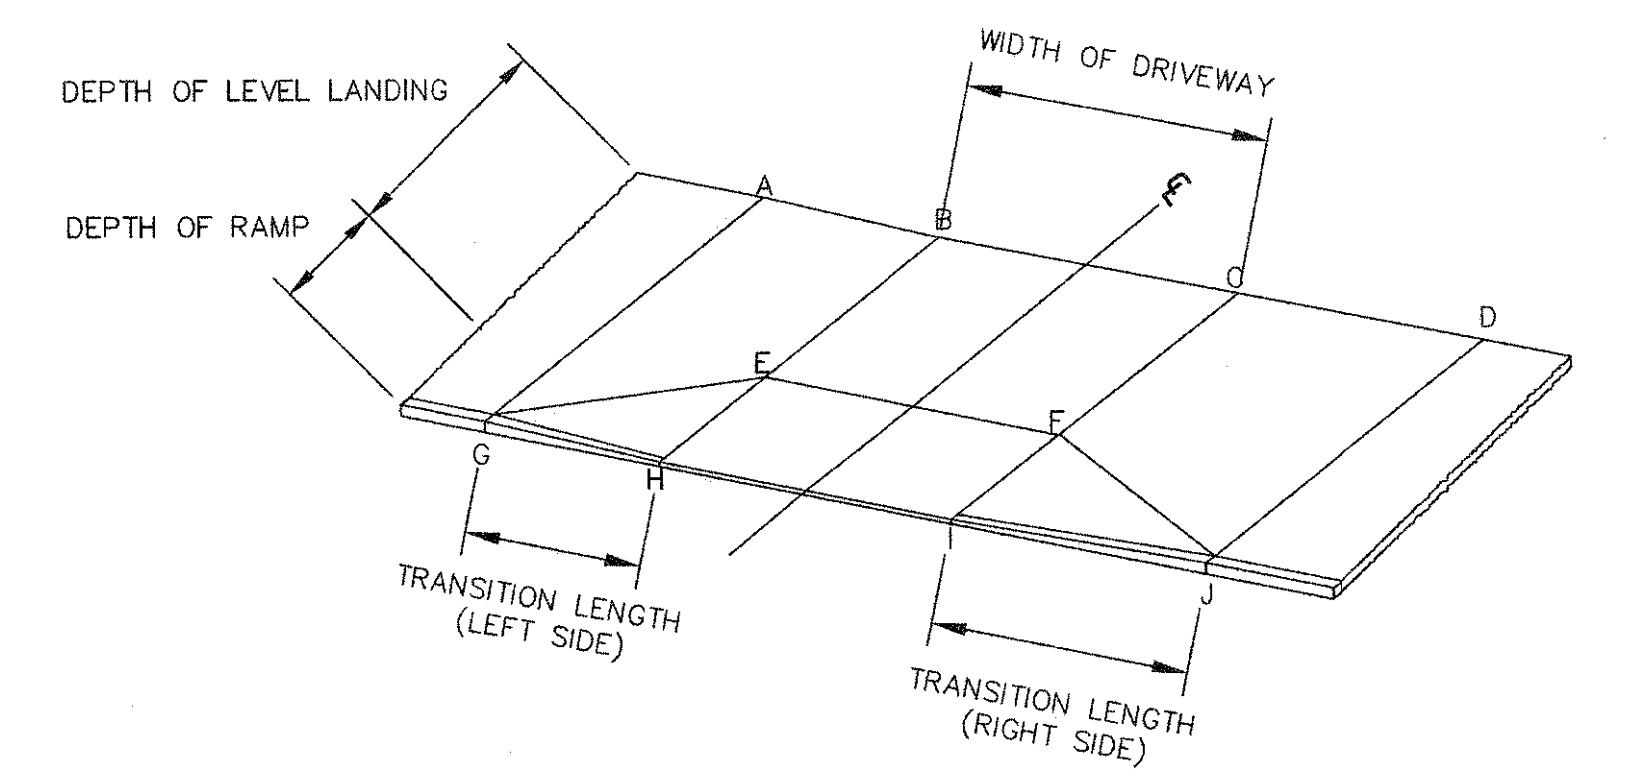 WIDTH OF DRIVEWAY
DEPTH OF LEVEL LANDING
DEPTH OF RAMP
℄
A
B
C
D
E
F
G
H
I
J
TRANSITION LENGTH
(LEFT SIDE)
TRANSITION LENGTH
(RIGHT SIDE)